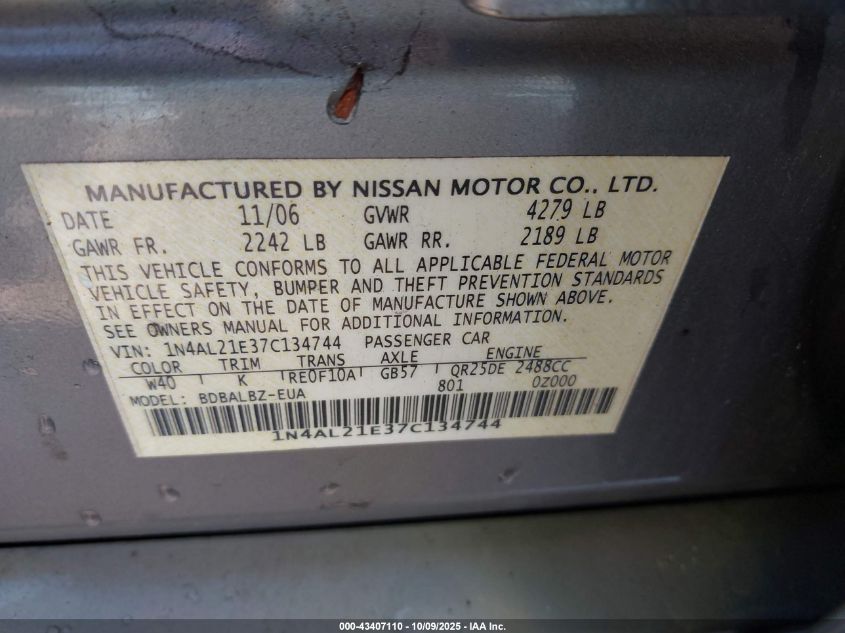 MANUFACTURED BY NISSAN MOTOR CO., LTD.
DATE 11/06 GVWR 4279 LB
GAWR FR. 2242 LB GAWR RR. 2189 LB
THIS VEHICLE CONFORMS TO ALL APPLICABLE FEDERAL MOTOR
VEHICLE SAFETY, BUMPER AND THEFT PREVENTION STANDARDS
IN EFFECT ON THE DATE OF MANUFACTURE SHOWN ABOVE.
SEE OWNERS MANUAL FOR ADDITIONAL INFORMATION.
VIN: 1N4AL21E37C134744 PASSENGER CAR
COLOR TRIM TRANS AXLE ENGINE
W40 K RE0F10A GB57 QR25DE 2488CC
MODEL: BDBALBZ-EUA 801 0Z000
1N4AL21E37C134744
000-43407110 - 10/09/2025 - IAA Inc.